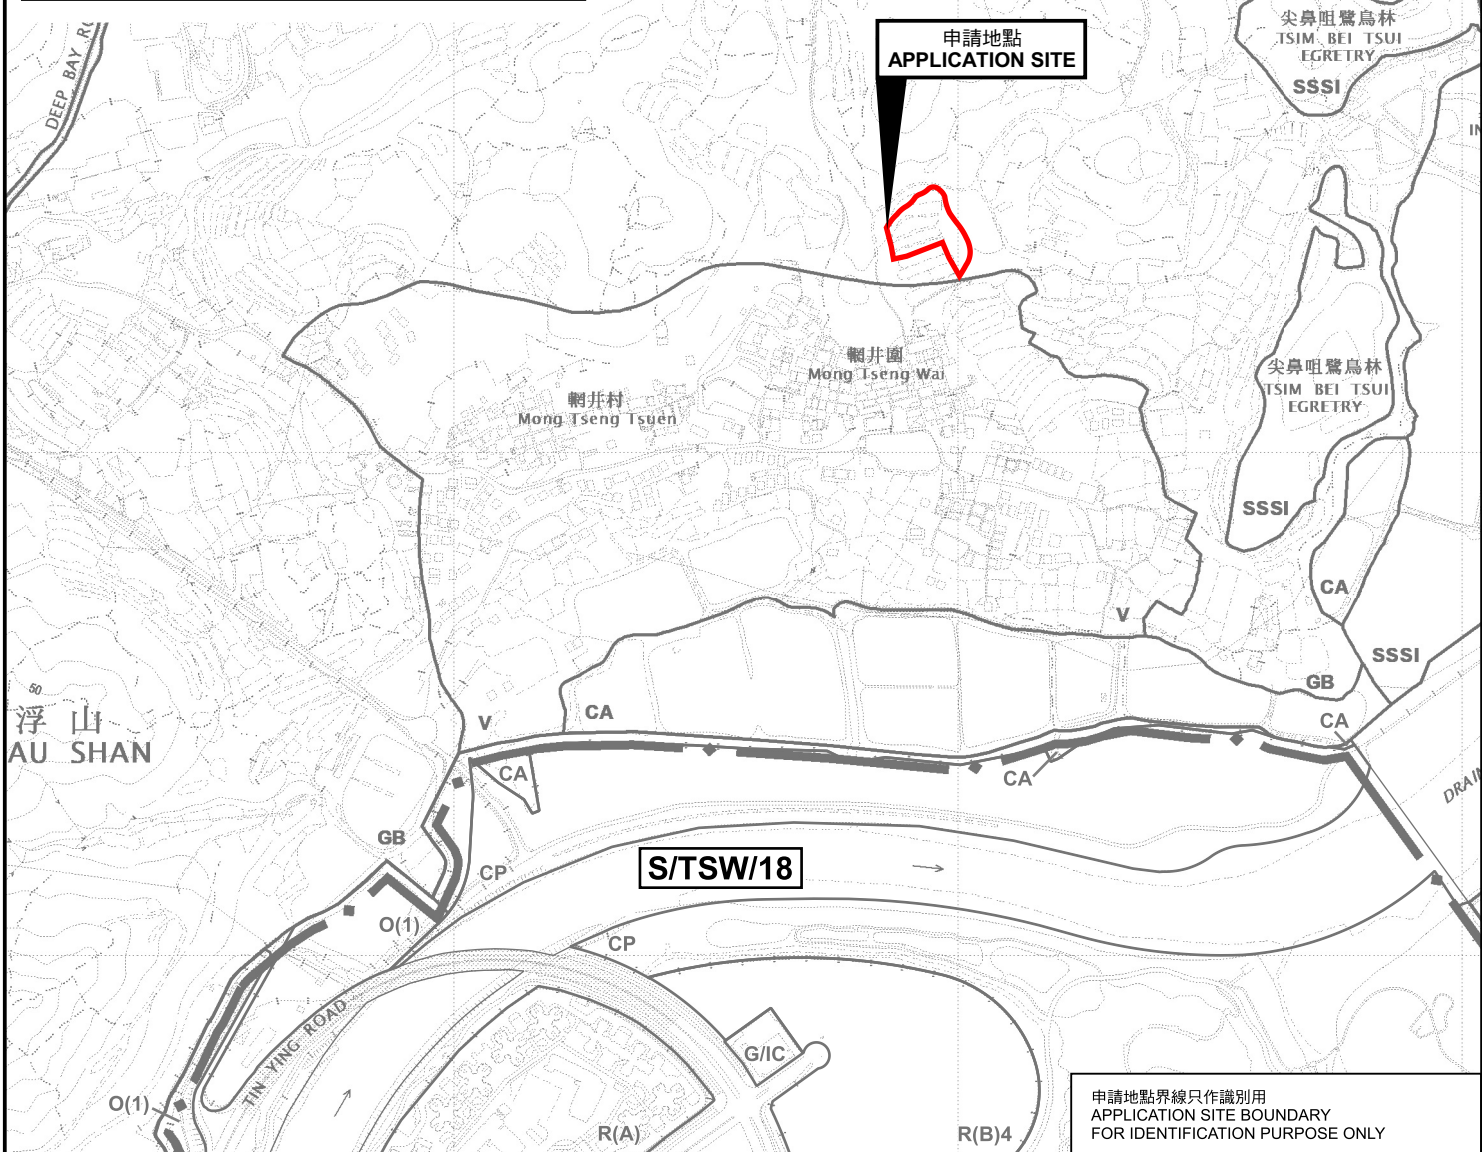 尖鼻咀鷺鳥林
TSIM BEI TSUI
EGRETRY
SSSI
申請地點
APPLICATION SITE
DEEP BAY
輞井圍
Mong Tseng Wai
輞井村
Mong Tseng Tsuen
尖鼻咀鷺鳥林
TSIM BEI TSUI
EGRETRY
SSSI
CA
V
SSSI
GB
50
浮山
AU SHAN
V
CA
CA
CA
CA
GB
CP
S/TSW/18
O(1)
CP
TIN YING ROAD
G/IC
O(1)
R(A)
R(B)4
申請地點界線只作識別用
APPLICATION SITE BOUNDARY
FOR IDENTIFICATION PURPOSE ONLY